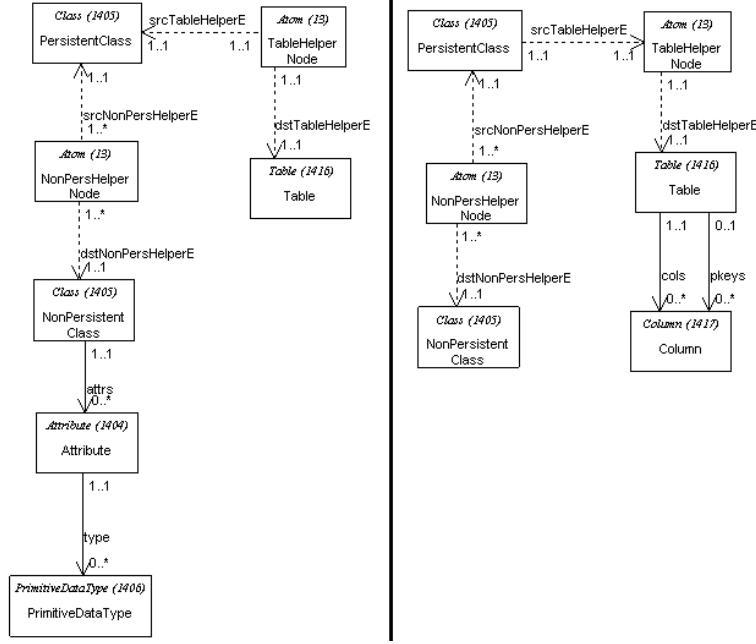 Class (1405)
PersistentClass
srcTableHelperE
1..1
1..1
Atom (13)
TableHelper
Node
1..1
1..1
srcNonPersHelperE
1..*
dstTableHelperE
1..1
Atom (13)
NonPersHelper
Node
Table (1416)
Table
1..*
dstNonPersHelperE
1..1
Class (1405)
NonPersistent
Class
1..1
attrs
0..*
Attribute (1404)
Attribute
1..1
type
0..*
PrimitiveDataType (1406)
PrimitiveDataType
Class (1405)
PersistentClass
srcTableHelperE
1..1
1..1
Atom (13)
TableHelper
Node
1..1
1..1
srcNonPersHelperE
1..*
dstTableHelperE
1..1
Atom (13)
NonPersHelper
Node
Table (1416)
Table
1..*
dstNonPersHelperE
1..1
1..1
0..1
cols
pkeys
0..*
0..*
Class (1405)
NonPersistent
Class
Column (1417)
Column